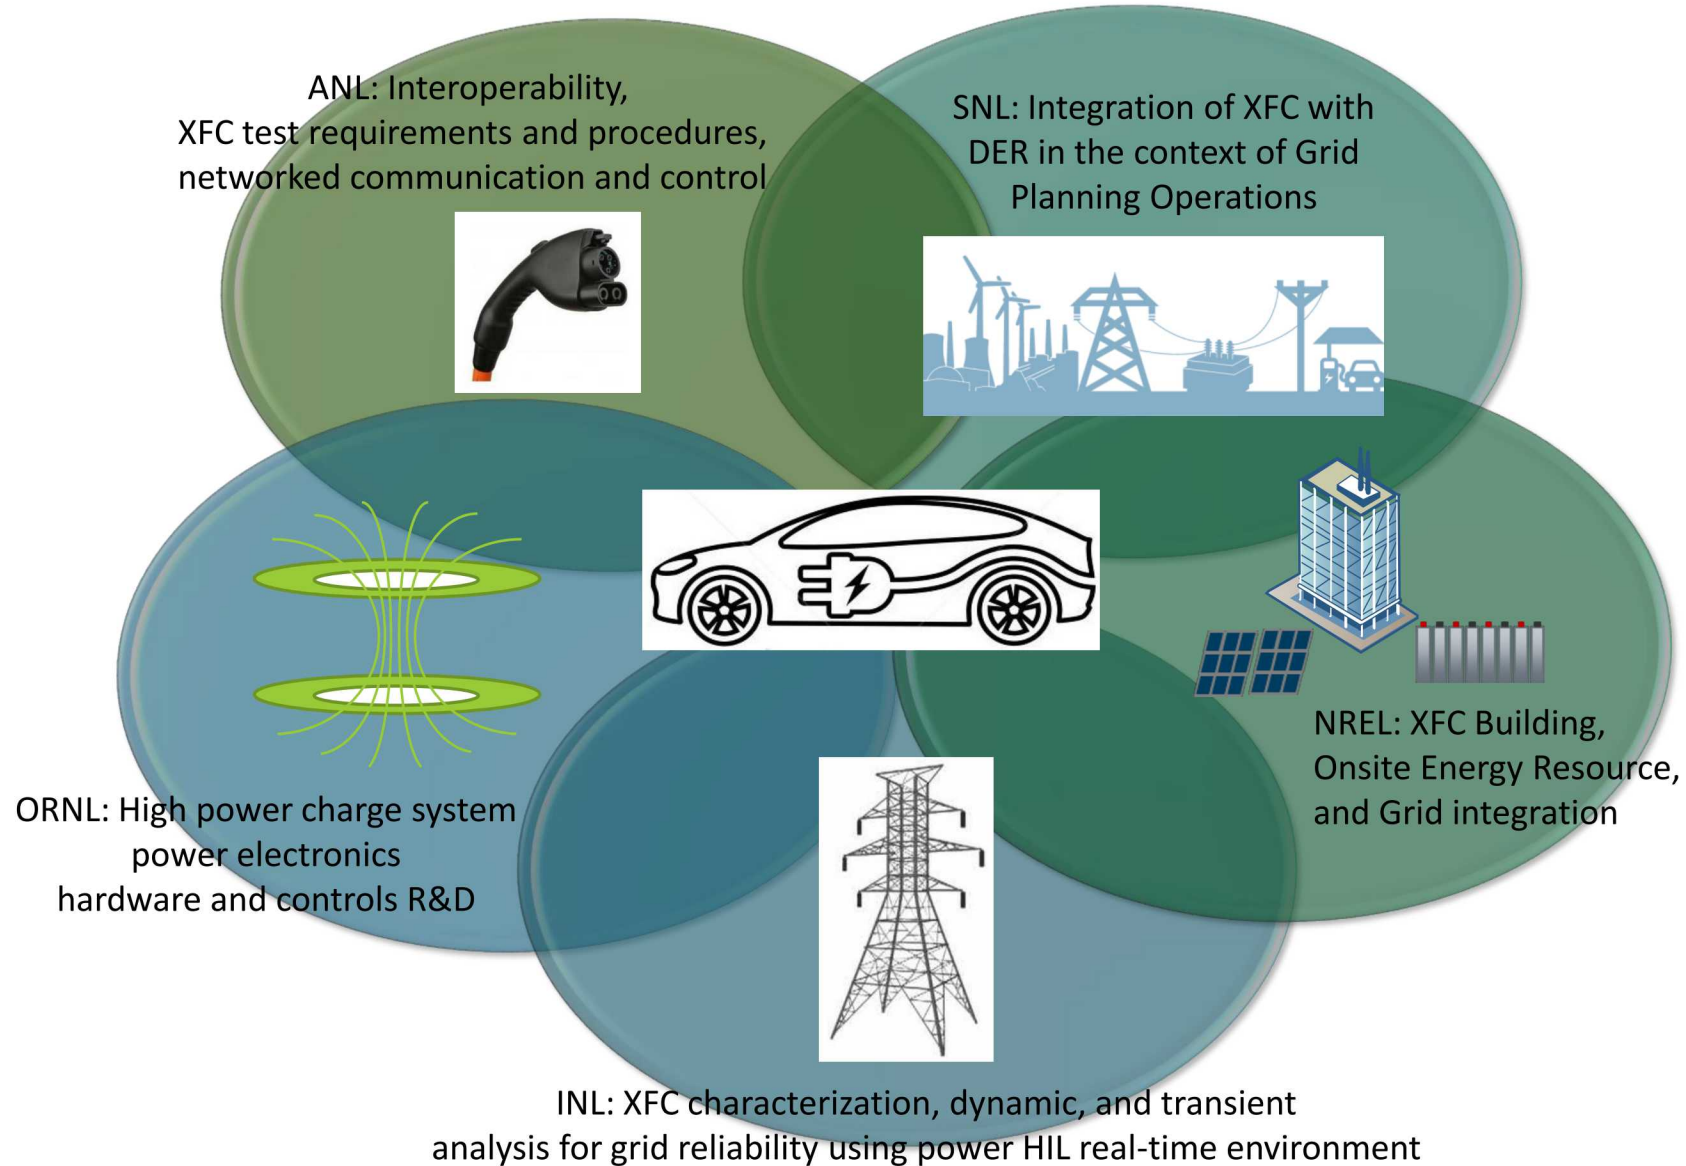 ANL: Interoperability,
XFC test requirements and procedures,
networked communication and control
SNL: Integration of XFC with
DER in the context of Grid
Planning Operations
NREL: XFC Building,
Onsite Energy Resource,
and Grid integration
ORNL: High power charge system
power electronics
hardware and controls R&D
INL: XFC characterization, dynamic, and transient
analysis for grid reliability using power HIL real-time environment